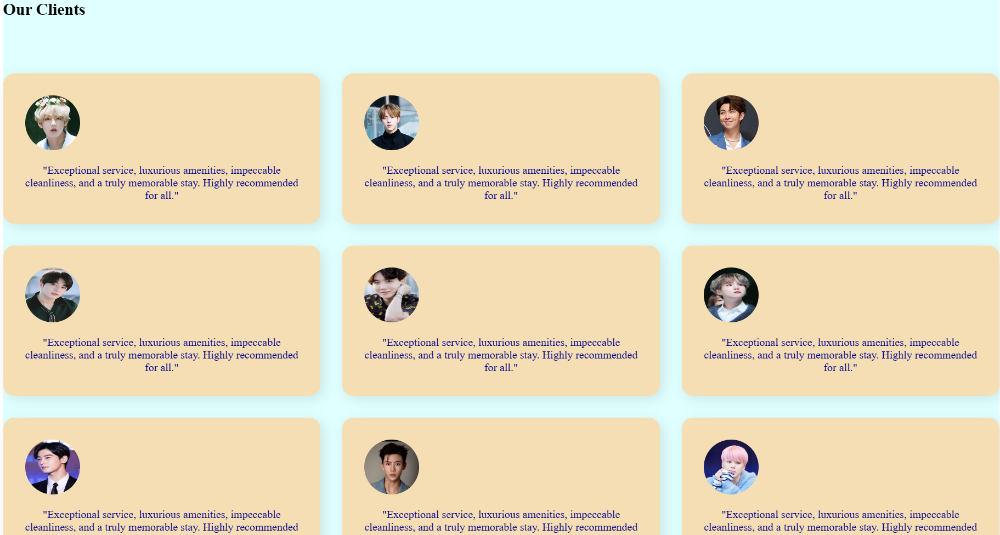 Our Clients
"Exceptional service, luxurious amenities, impeccable
cleanliness, and a truly memorable stay. Highly recommended
for all."
"Exceptional service, luxurious amenities, impeccable
cleanliness, and a truly memorable stay. Highly recommended
for all."
"Exceptional service, luxurious amenities, impeccable
cleanliness, and a truly memorable stay. Highly recommended
for all."
"Exceptional service, luxurious amenities, impeccable
cleanliness, and a truly memorable stay. Highly recommended
for all."
"Exceptional service, luxurious amenities, impeccable
cleanliness, and a truly memorable stay. Highly recommended
for all."
"Exceptional service, luxurious amenities, impeccable
cleanliness, and a truly memorable stay. Highly recommended
for all."
"Exceptional service, luxurious amenities, impeccable
cleanliness, and a truly memorable stay. Highly recommended
"Exceptional service, luxurious amenities, impeccable
cleanliness, and a truly memorable stay. Highly recommended
"Exceptional service, luxurious amenities, impeccable
cleanliness, and a truly memorable stay. Highly recommended